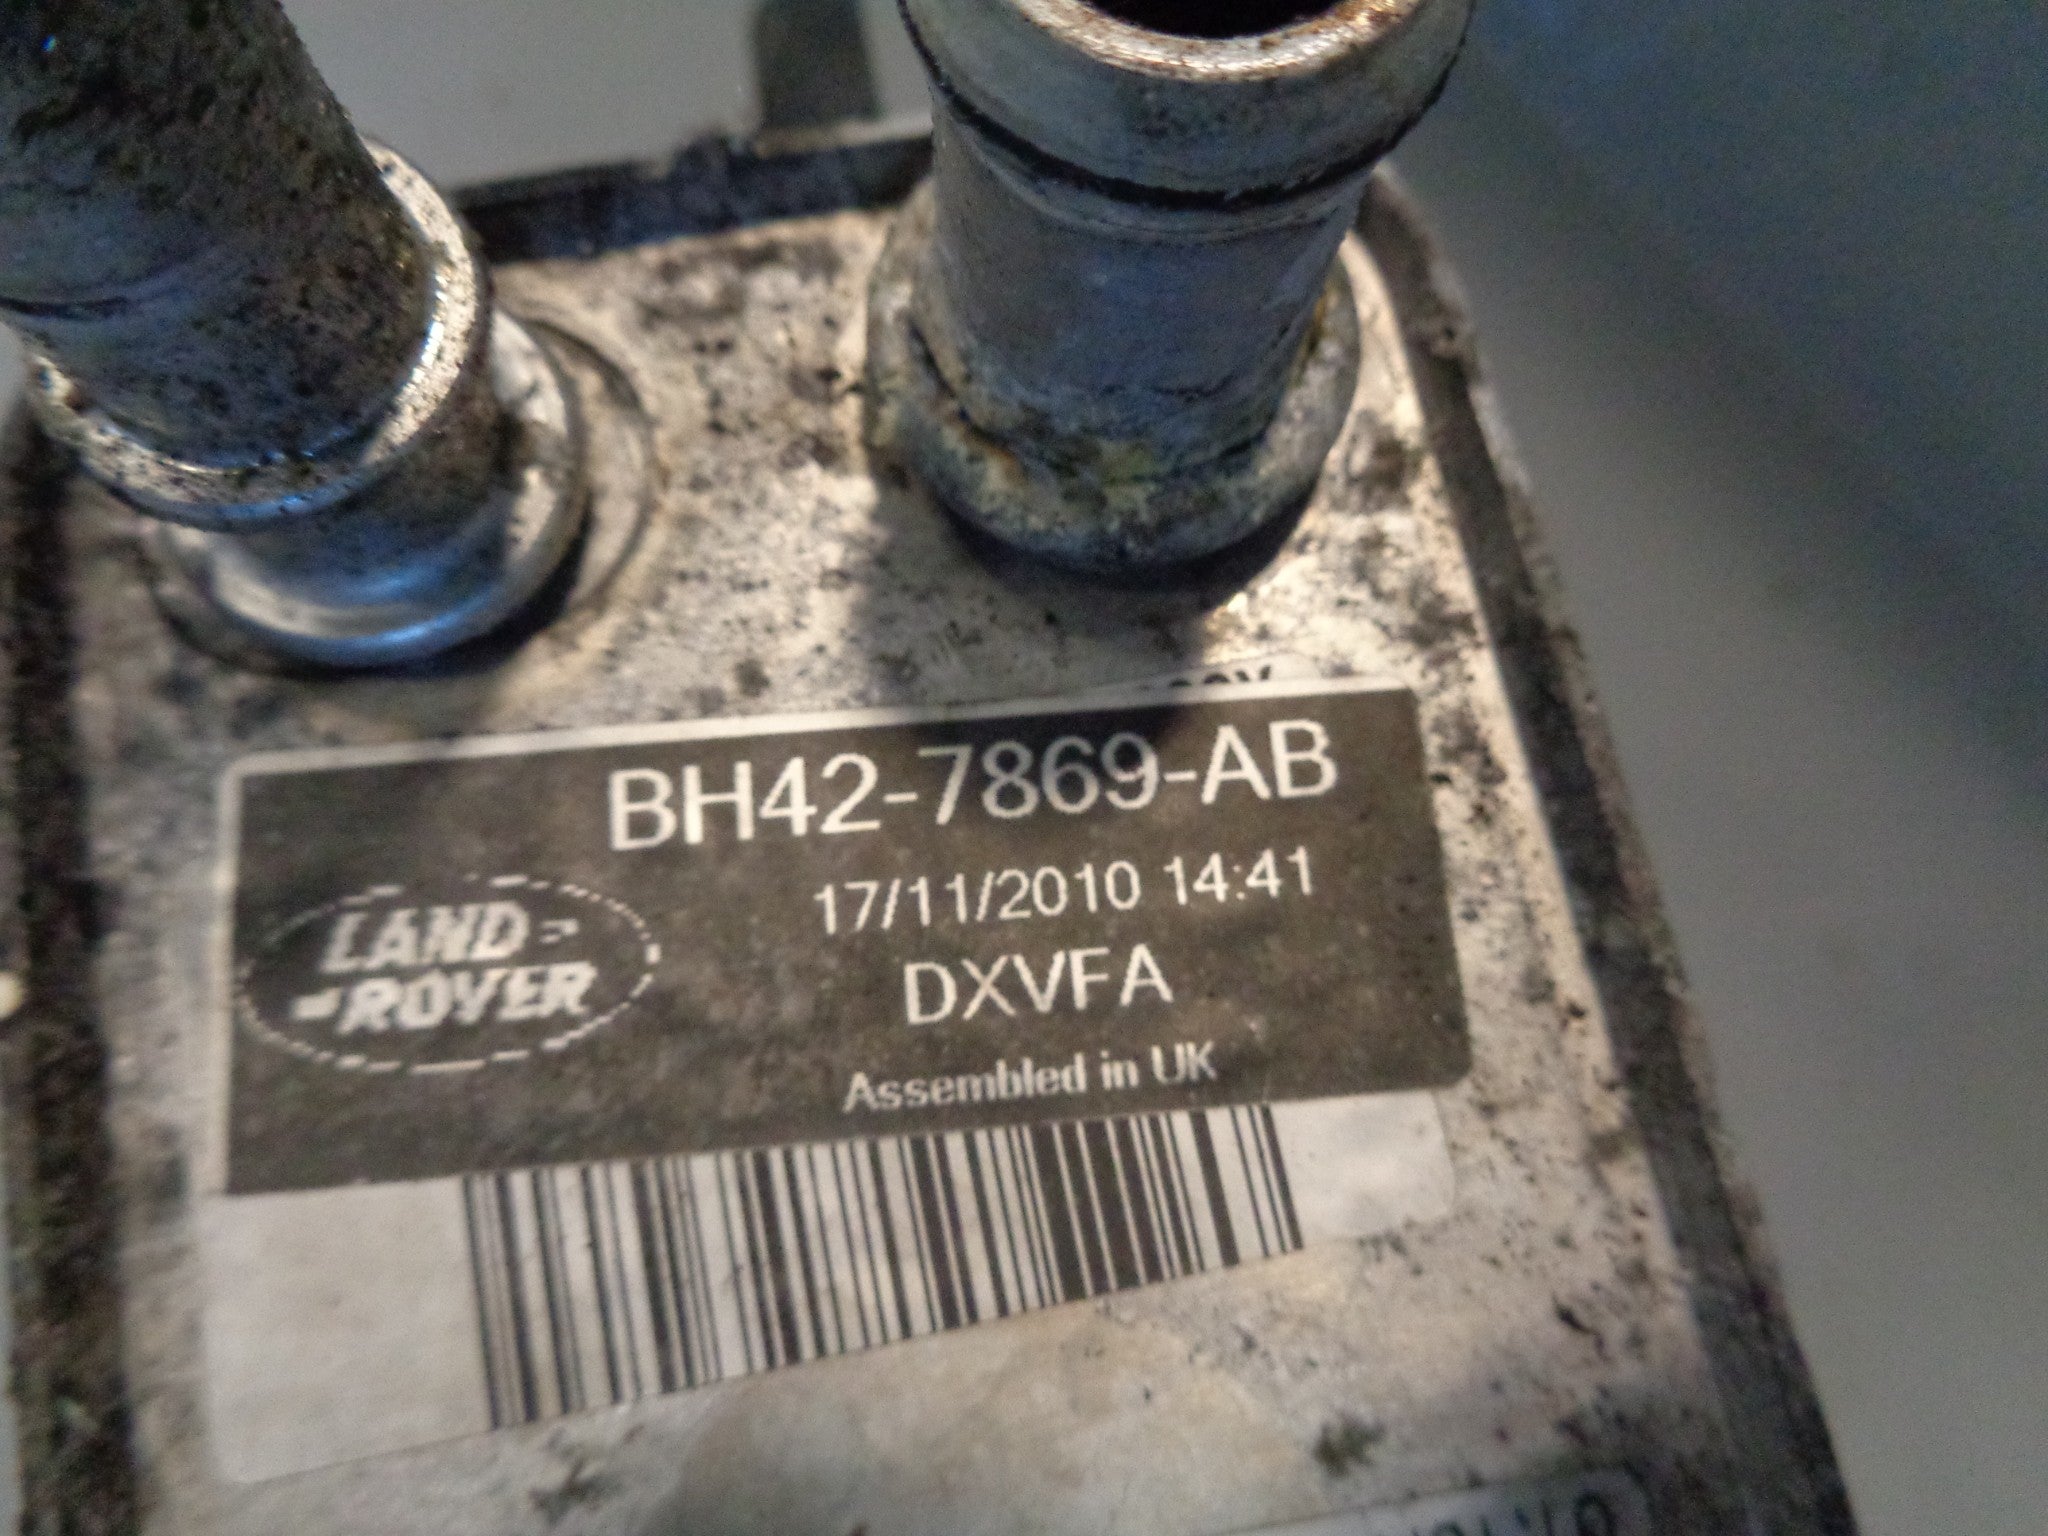 BH42-7869-AB
17/11/2010 14:41
LAND
ROVER
DXVFA
Assembled in UK